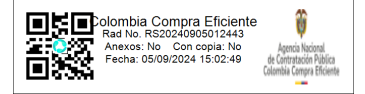 Colombia Compra Eficiente
Rad No. RS20240905012443
Anexos: No Con copia: No
Fecha: 05/09/2024 15:02:49
Agencia Nacional
de Contratación Pública
Colombia Compra Eficiente